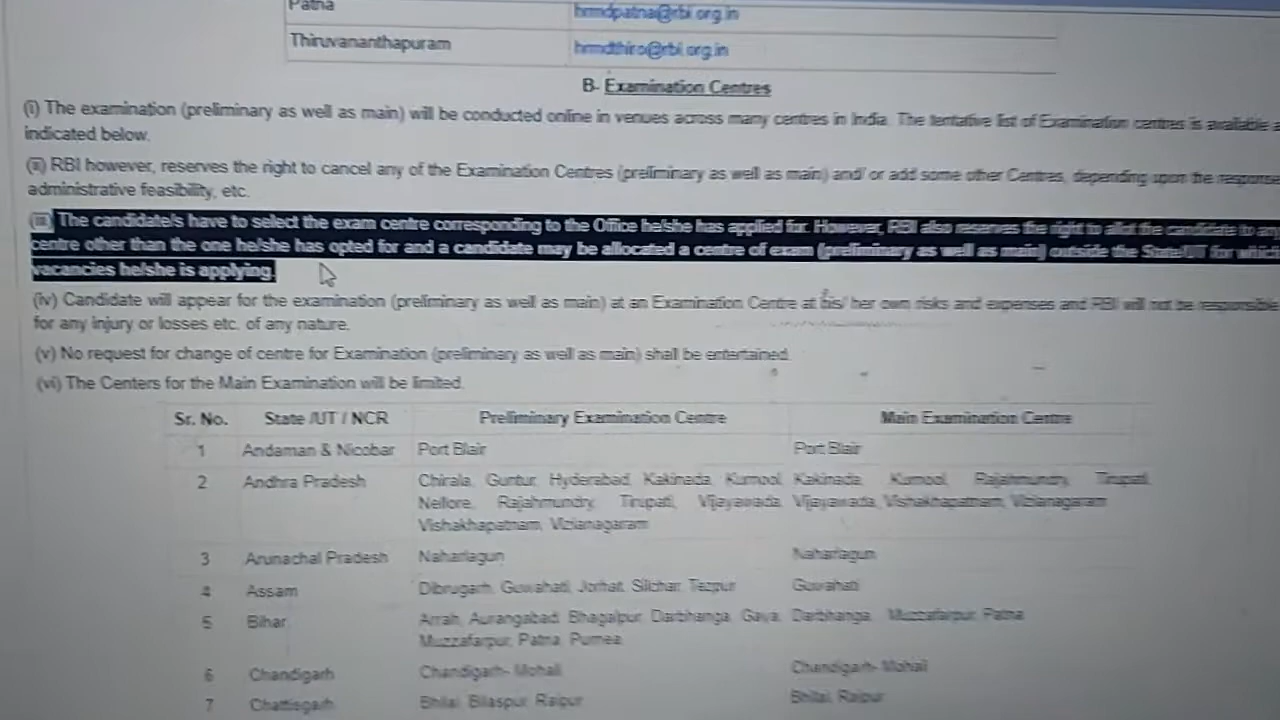 Patna hrmdpatna@rbi.org.in
Thiruvananthapuram hrmdthiro@rbi.org.in
B- Examination Centres
(i) The examination (preliminary as well as main) will be conducted online in venues across many centres in India. The tentative list of Examination centres is available
indicated below.
(ii) RBI however, reserves the right to cancel any of the Examination Centres (preliminary as well as main) and/ or add some other Centres, depending upon the response
administrative feasibility, etc.
(iii) The candidate/s have to select the exam centre corresponding to the Office he/she has applied for. However, RBI also reserves the right to allot the candidate to any
centre other than the one he/she has opted for and a candidate may be allocated a centre of exam (preliminary as well as main) outside the State/UT for which
vacancies he/she is applying.
(iv) Candidate will appear for the examination (preliminary as well as main) at an Examination Centre at his/ her own risks and expenses and RBI will not be responsible
for any injury or losses etc. of any nature.
(v) No request for change of centre for Examination (preliminary as well as main) shall be entertained.
(vi) The Centers for the Main Examination will be limited.
Sr. No. State /UT / NCR Preliminary Examination Centre Main Examination Centre
1 Andaman & Nicobar Port Blair Port Blair
2 Andhra Pradesh Chirala, Guntur, Hyderabad, Kakinada, Kurnool, Kakinada, Kurnool, Rajahmundry, Tirupati,
Nellore, Rajahmundry, Tirupati, Vijayawada, Vijayawada, Vishakhapatnam, Vizianagaram
Vishakhapatnam, Vizianagaram
3 Arunachal Pradesh Naharlagun Naharlagun
4 Assam Dibrugarh, Guwahati, Jorhat, Silchar, Tezpur Guwahati
5 Bihar Arrah, Aurangabad, Bhagalpur, Darbhanga, Gaya, Darbhanga, Muzzafarpur, Patna
Muzzafarpur, Patna, Purnea
6 Chandigarh Chandigarh- Mohali Chandigarh- Mohali
7 Chattisgarh Bhilai, Bilaspur, Raipur Bhilai, Raipur